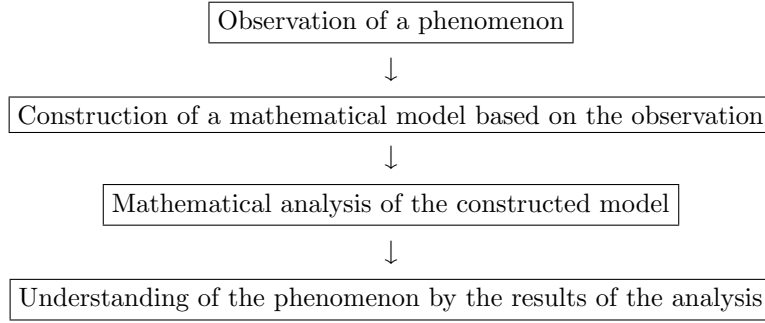 Observation of a phenomenon
↓
Construction of a mathematical model based on the observation
↓
Mathematical analysis of the constructed model
↓
Understanding of the phenomenon by the results of the analysis